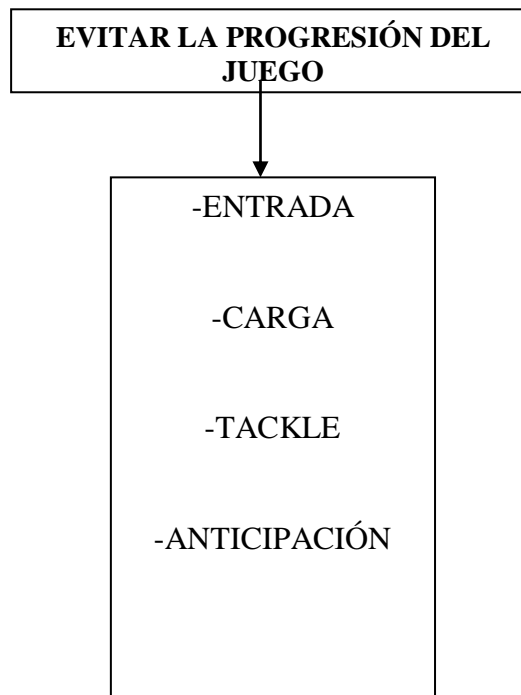 EVITAR LA PROGRESIÓN DEL
JUEGO
-ENTRADA
-CARGA
-TACKLE
-ANTICIPACIÓN